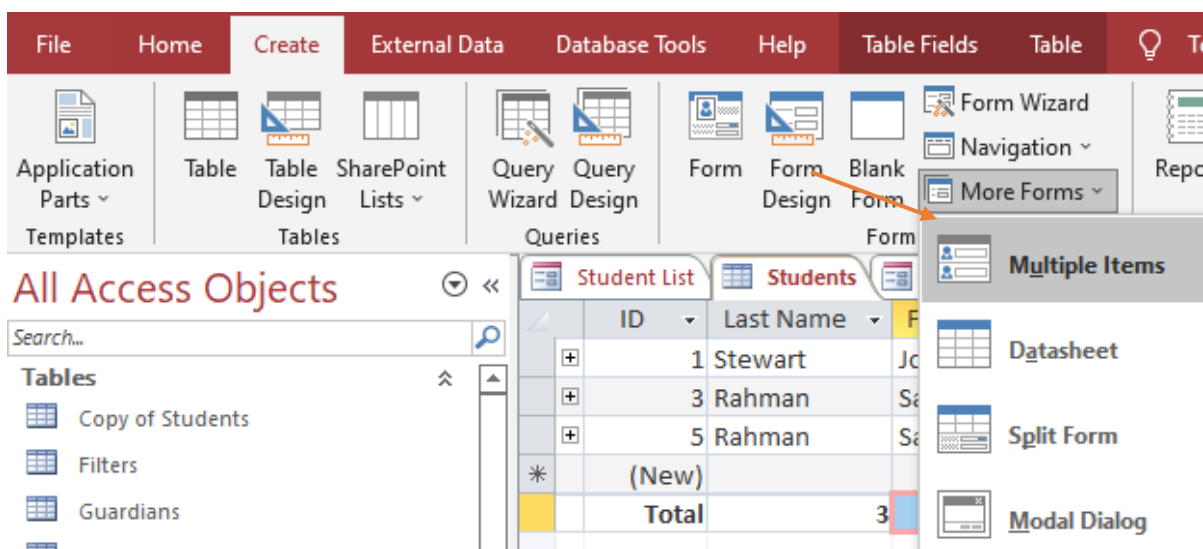 File Home Create External Data Database Tools Help Table Fields Table
Form Wizard
Navigation
More Forms
Application Parts
Table
Table Design
SharePoint Lists
Query Wizard
Query Design
Form
Form Design
Blank Form
Templates Tables Queries
All Access Objects
Search...
Tables
Copy of Students
Filters
Guardians
Student List Students
ID Last Name
1 Stewart
3 Rahman
5 Rahman
(New)
Total 3
Multiple Items
Datasheet
Split Form
Modal Dialog